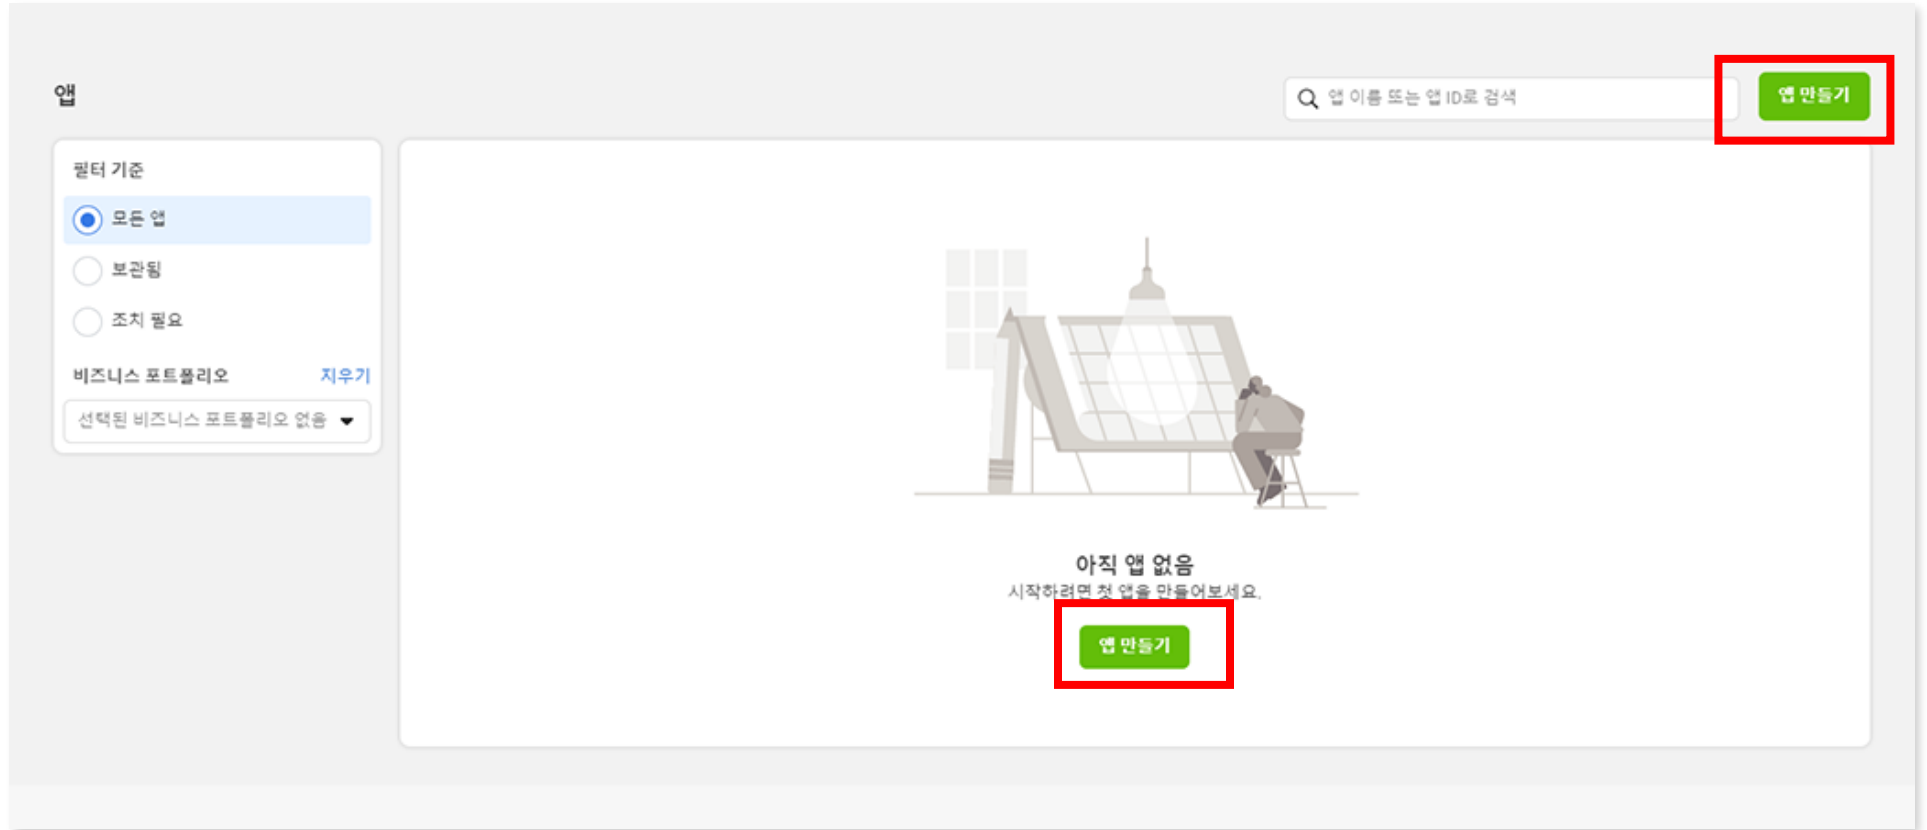 앱
앱 이름 또는 앱 ID로 검색
앱 만들기
필터 기준
모든 앱
보관됨
조치 필요
비즈니스 포트폴리오 지우기
선택된 비즈니스 포트폴리오 없음
아직 앱 없음
시작하려면 첫 앱을 만들어보세요.
앱 만들기